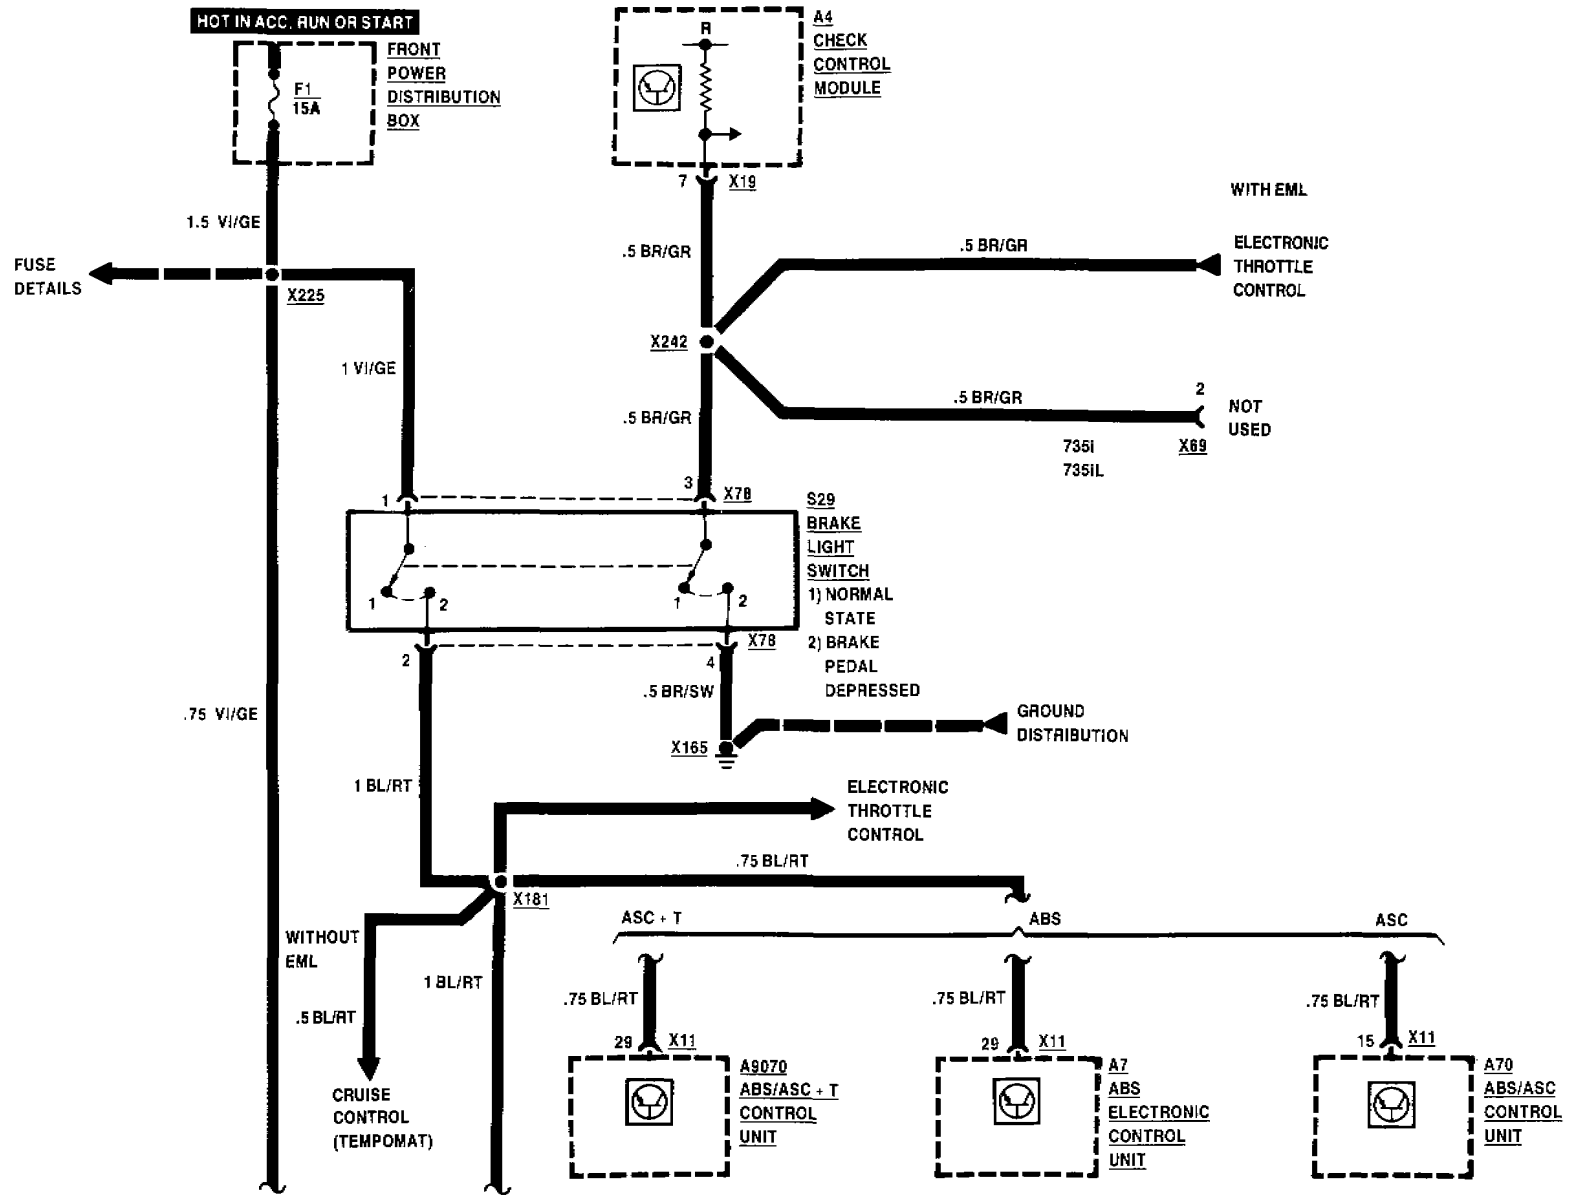 HOT IN ACC, RUN OR START
FRONT
POWER
DISTRIBUTION
BOX
F1
15A
R
A4
CHECK
CONTROL
MODULE
7
X19
1.5 VI/GE
.5 BR/GR
.5 BR/GR
WITH EML
ELECTRONIC
THROTTLE
CONTROL
FUSE
DETAILS
X225
X242
1 VI/GE
.5 BR/GR
.5 BR/GR
2
NOT
USED
735i
735iL
X69
1
3
X78
S29
BRAKE
LIGHT
SWITCH
1) NORMAL
STATE
2) BRAKE
PEDAL
DEPRESSED
1
2
1
2
2
4
X78
.5 BR/SW
.75 VI/GE
X165
GROUND
DISTRIBUTION
1 BL/RT
ELECTRONIC
THROTTLE
CONTROL
.75 BL/RT
X181
WITHOUT
EML
ASC + T
ABS
ASC
1 BL/RT
.5 BL/RT
.75 BL/RT
.75 BL/RT
.75 BL/RT
29
X11
29
X11
15
X11
CRUISE
CONTROL
(TEMPOMAT)
A9070
ABS/ASC + T
CONTROL
UNIT
A7
ABS
ELECTRONIC
CONTROL
UNIT
A70
ABS/ASC
CONTROL
UNIT